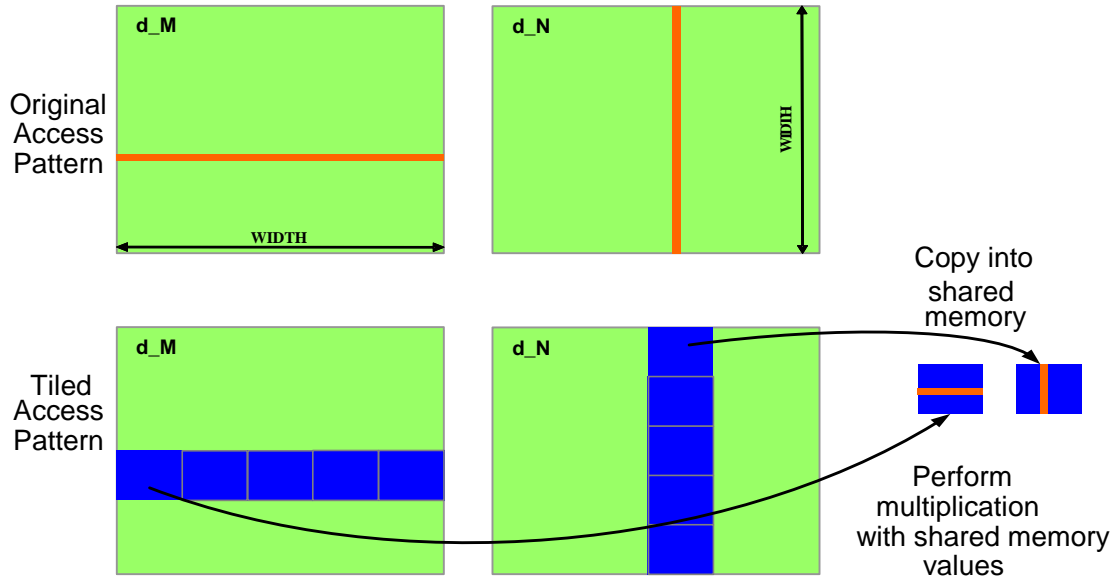 d_M
d_N
Original
Access
Pattern
WIDTH
WIDTH
Copy into
shared
memory
d_M
d_N
Tiled
Access
Pattern
Perform
multiplication
with shared memory
values